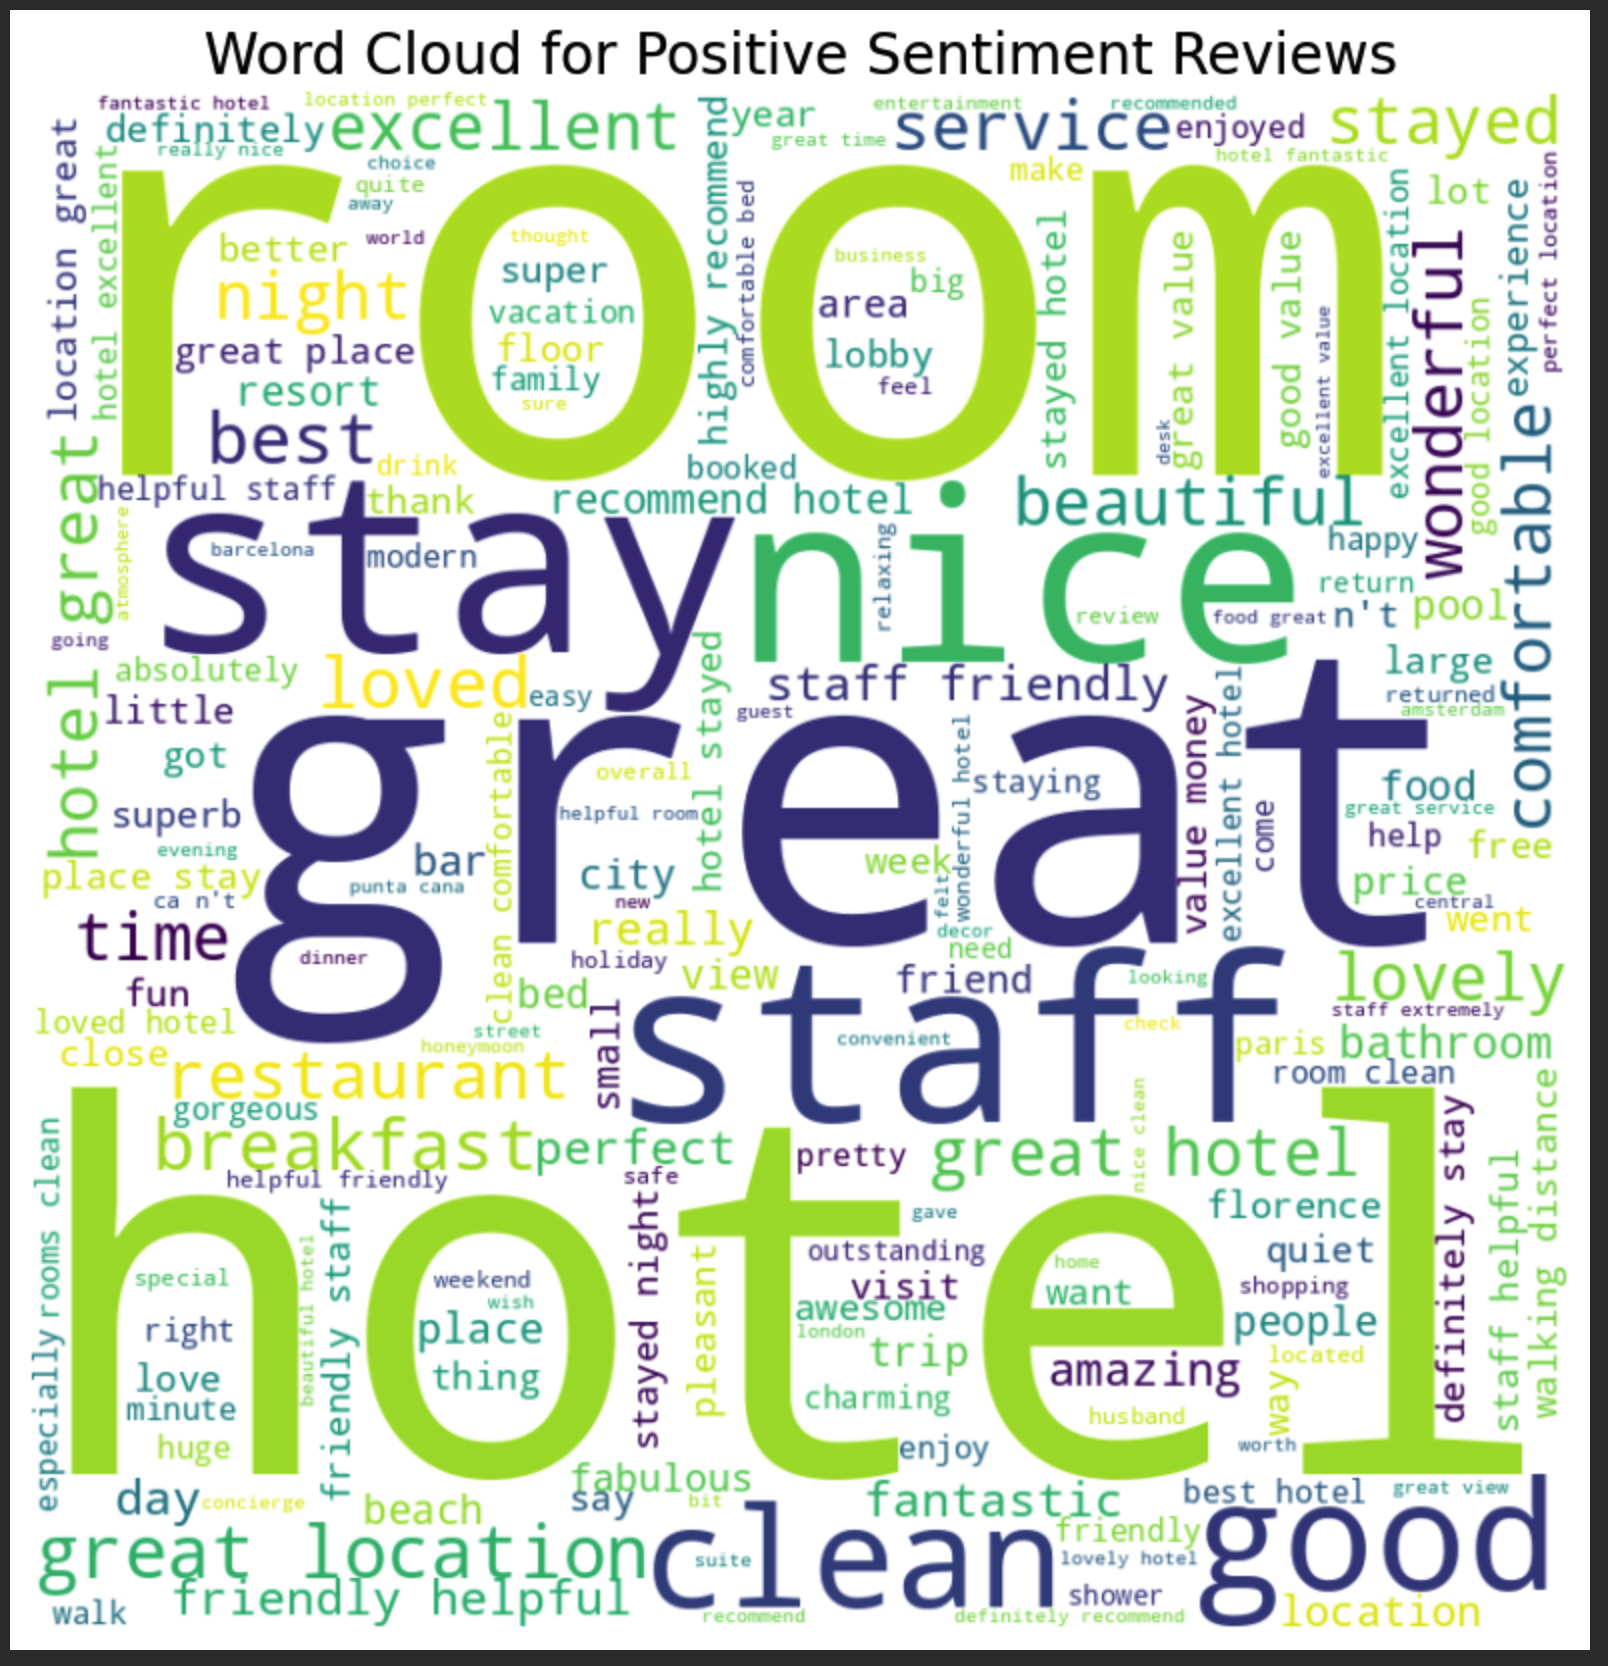 Word Cloud for Positive Sentiment Reviews
fantastic hotel
location perfect
excellent
definitely
really nice
choice
quite
away
world
highly recommend
year
great time
entertainment
service
recommended
enjoyed
stayed
make
hotel fantastic
location great
hotel excellent
room
better
night
great place
resort
best
thought
super
vacation
floor
family
sure
comfortable bed
business
big
area
lobby
feel
stayed hotel
great value
good value
excellent value
desk
excellent location
lot
wonderful
good location
experience
perfect location
comfortable
drink
booked
helpful staff
thank
recommend hotel
beautiful
hotel great
atmosphere
stay
barcelona
modern
nice
relaxing
review
happy
return
food great
n't
pool
going
absolutely
loved
easy
little
got
superb
evening
place stay
ca n't
hotel stayed
staff friendly
guest
large
returned
amsterdam
great
clean comfortable
overall
helpful room
wonderful hotel
staying
value money
excellent hotel
come
food
great service
help
free
price
central
went
bar
punta cana
city
new
really
week
felt
decor
need
time
dinner
holiday
view
fun
bed
friend
looking
lovely
staff extremely
loved hotel
close
street
honeymoon
small
staff
convenient
check
paris
bathroom
room clean
restaurant
gorgeous
breakfast
perfect
pretty
great hotel
nice clean
helpful friendly
safe
hotel
rooms clean
especially
special
right
love
minute
huge
beautiful hotel
friendly staff
weekend
wish
place
thing
stayed night
pleasant
gave
outstanding
visit
awesome
london
trip
charming
home
want
amazing
husband
florence
quiet
shopping
people
located
way
worth
definitely stay
staff helpful
walking distance
enjoy
fabulous
say
bit
day
concierge
beach
fantastic
best hotel
great view
great location
clean
suite
friendly
lovely hotel
shower
good
friendly helpful
walk
recommend
definitely recommend
location